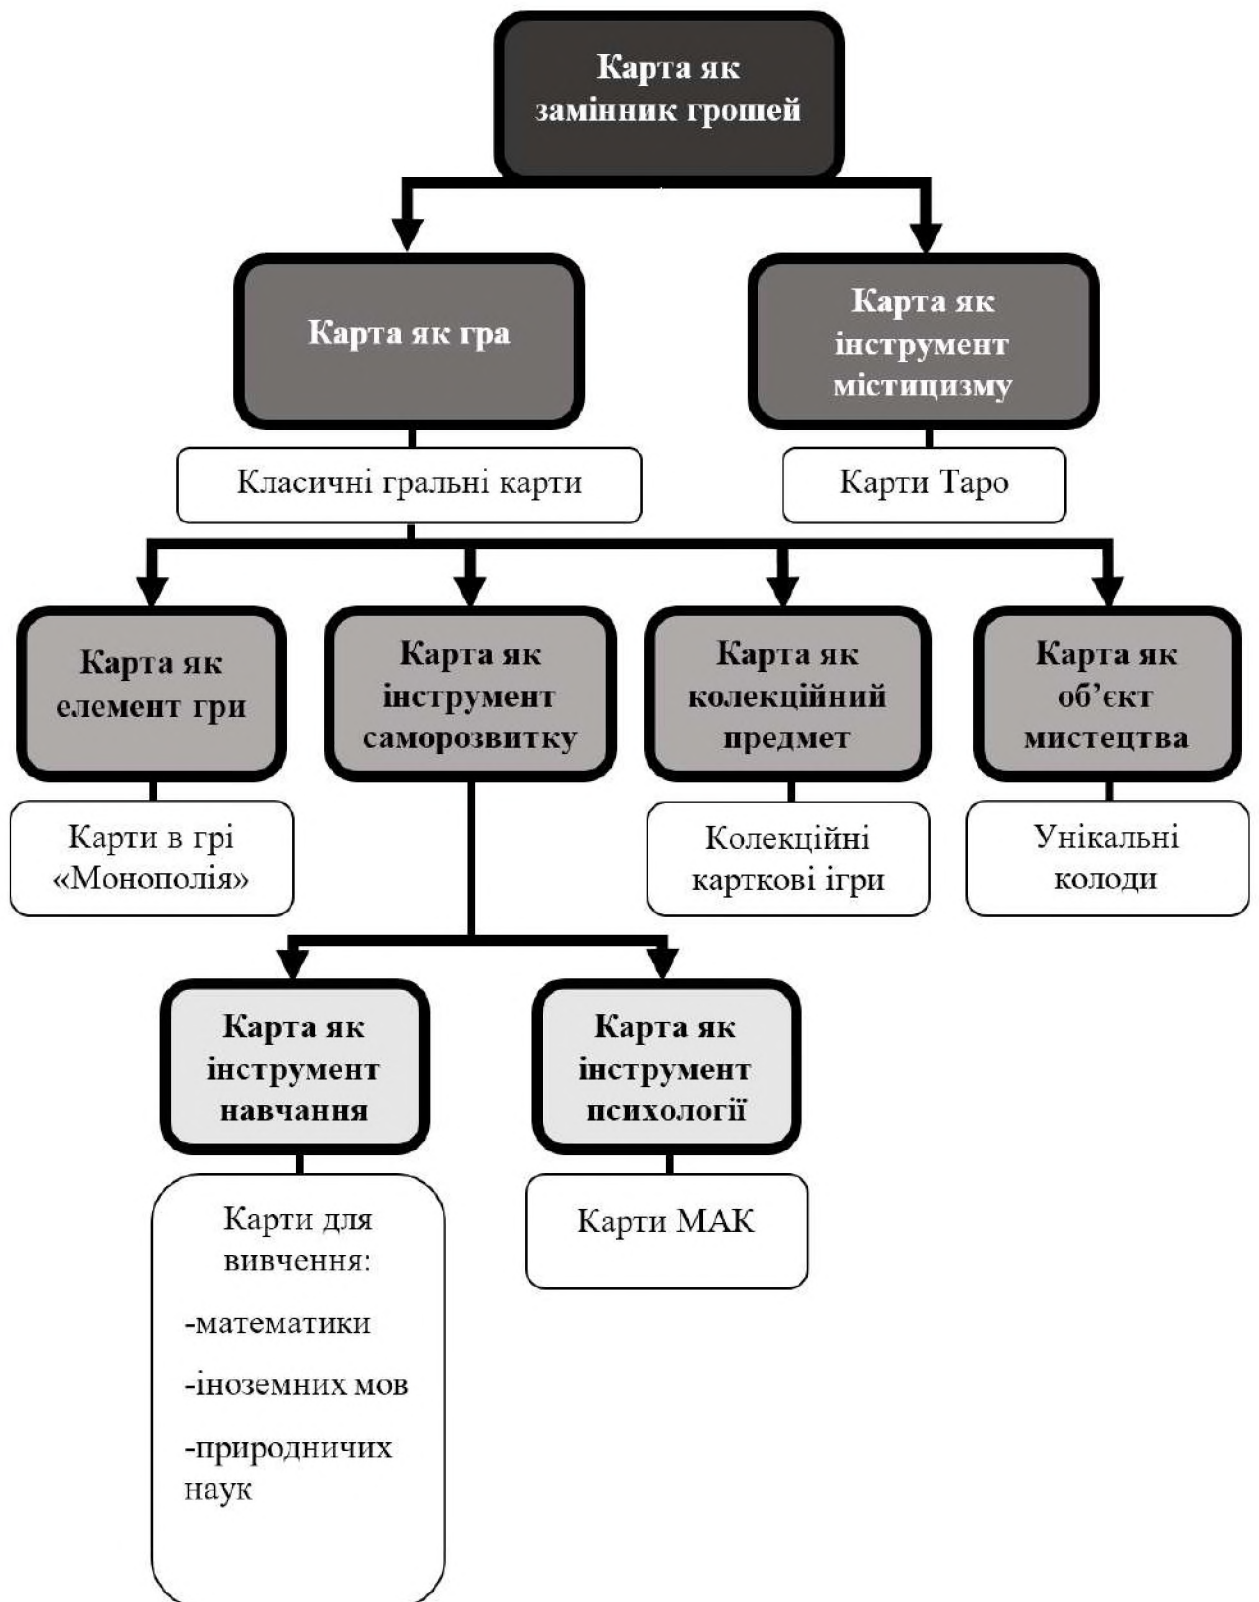 Карта як
замінник грошей
Карта як гра
Карта як
інструмент
містицизму
Класичні гральні карти
Карти Таро
Карта як
елемент гри
Карта як
інструмент
саморозвитку
Карта як
колекційний
предмет
Карта як
об’єкт
мистецтва
Карти в грі
«Монополія»
Колекційні
карткові ігри
Унікальні
колоди
Карта як
інструмент
навчання
Карта як
інструмент
психології
Карти для
вивчення:
-математики
-іноземних мов
-природничих
наук
Карти МАК